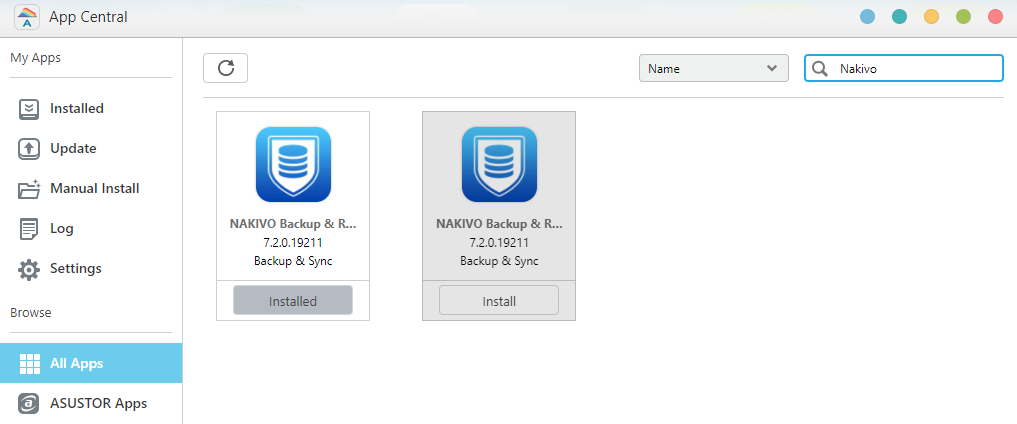 App Central
My Apps
Installed
Update
Manual Install
Log
Settings
Browse
All Apps
ASUSTOR Apps
Name
Nakivo
NAKIVO Backup & R...
7.2.0.19211
Backup & Sync
Installed
NAKIVO Backup & R...
7.2.0.19211
Backup & Sync
Install